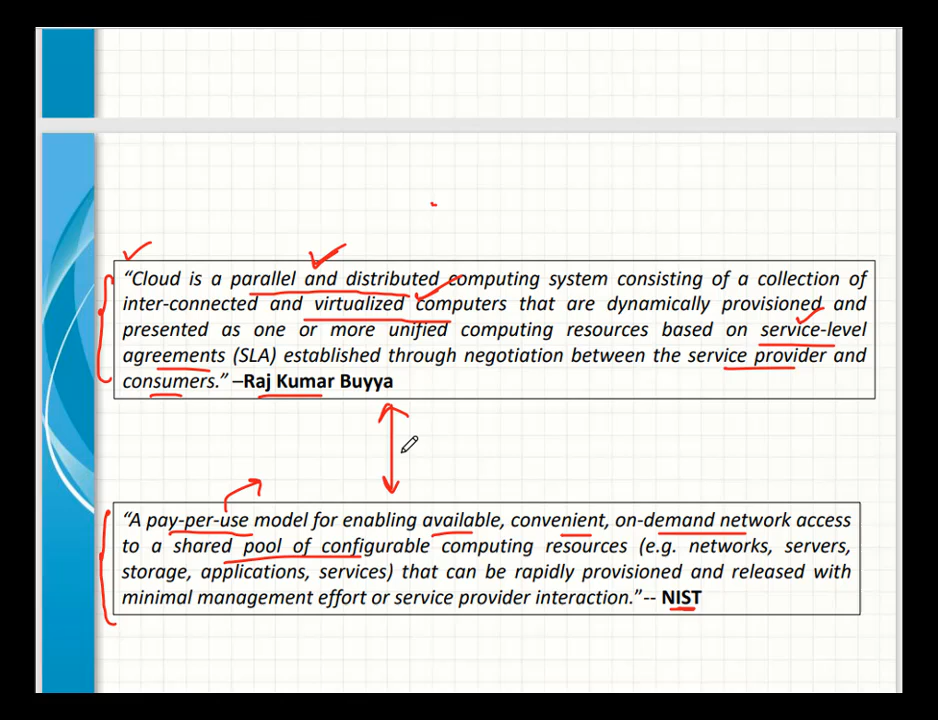 “Cloud is a parallel and distributed computing system consisting of a collection of
inter-connected and virtualized computers that are dynamically provisioned and
presented as one or more unified computing resources based on service-level
agreements (SLA) established through negotiation between the service provider and
consumers.” –Raj Kumar Buyya
“A pay-per-use model for enabling available, convenient, on-demand network access
to a shared pool of configurable computing resources (e.g. networks, servers,
storage, applications, services) that can be rapidly provisioned and released with
minimal management effort or service provider interaction.”-- NIST